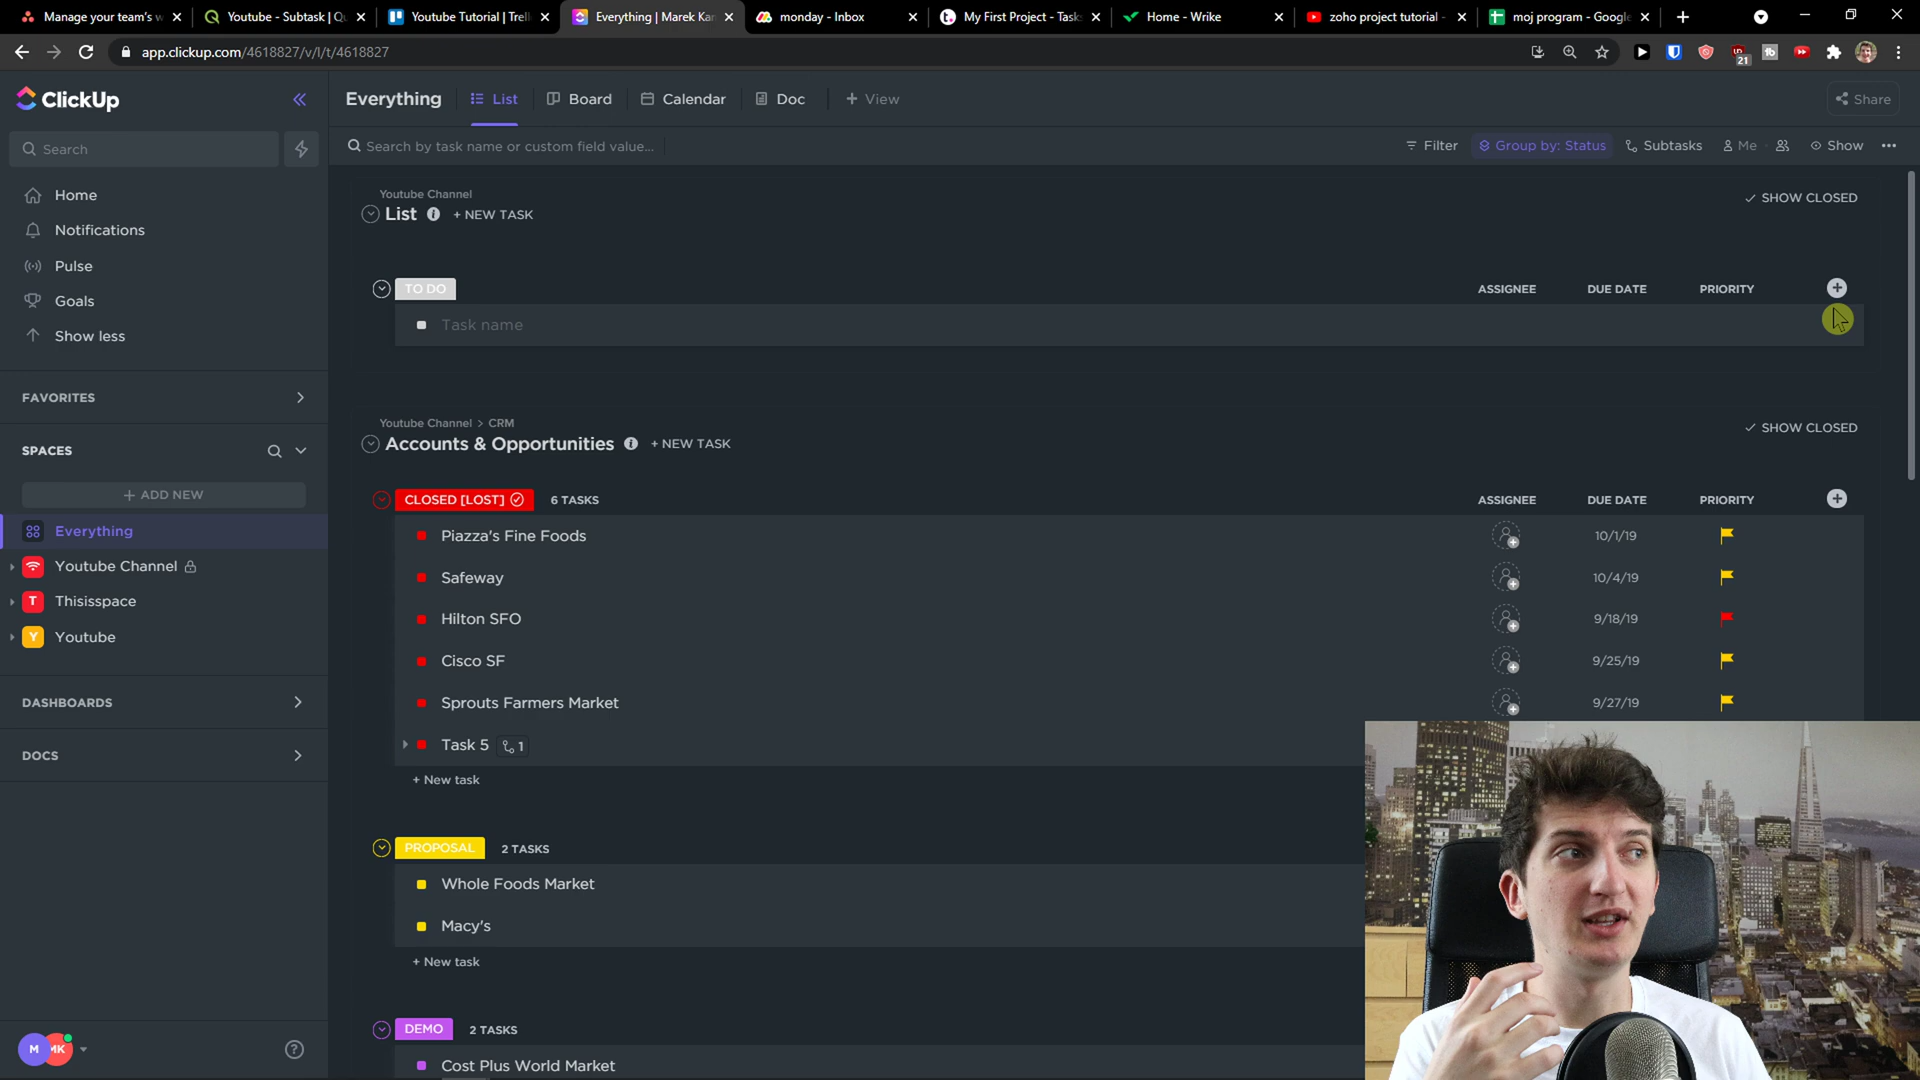 Manage your team's w
Youtube - Subtask | Qu
Youtube Tutorial | Trell
Everything | Marek Kar
monday - Inbox
My First Project - Tasks
Home - Wrike
zoho project tutorial -
moj program - Google
app.clickup.com/4618827/v/l/t/4618827
21
ClickUp
Everything
List
Board
Calendar
Doc
+ View
Share
Search
Search by task name or custom field value...
Filter
Group by: Status
Subtasks
Me
Show
Home
Notifications
Pulse
Goals
Show less
FAVORITES
SPACES
+ ADD NEW
Everything
Youtube Channel
T
Thisisspace
Y
Youtube
DASHBOARDS
DOCS
M
MK
Youtube Channel
List
+ NEW TASK
SHOW CLOSED
TO DO
ASSIGNEE
DUE DATE
PRIORITY
Task name
Youtube Channel > CRM
Accounts & Opportunities
+ NEW TASK
SHOW CLOSED
CLOSED [LOST]
6 TASKS
ASSIGNEE
DUE DATE
PRIORITY
Piazza's Fine Foods
10/1/19
Safeway
10/4/19
Hilton SFO
9/18/19
Cisco SF
9/25/19
Sprouts Farmers Market
9/27/19
Task 5
1
+ New task
PROPOSAL
2 TASKS
Whole Foods Market
Macy's
+ New task
DEMO
2 TASKS
Cost Plus World Market